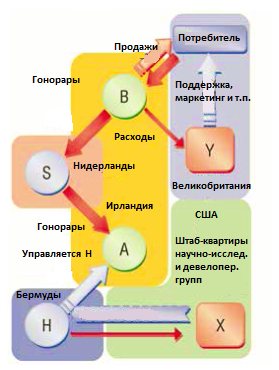 Потребитель
Продажи
Гонорары
B
Поддержка,
маркетинг и т.п.
Расходы
Y
S
Нидерланды
Великобритания
Ирландия
США
Гонорары
Управляется H
A
Штаб-квартиры
научно-исслед.
и девелопер.
групп
Бермуды
H
X